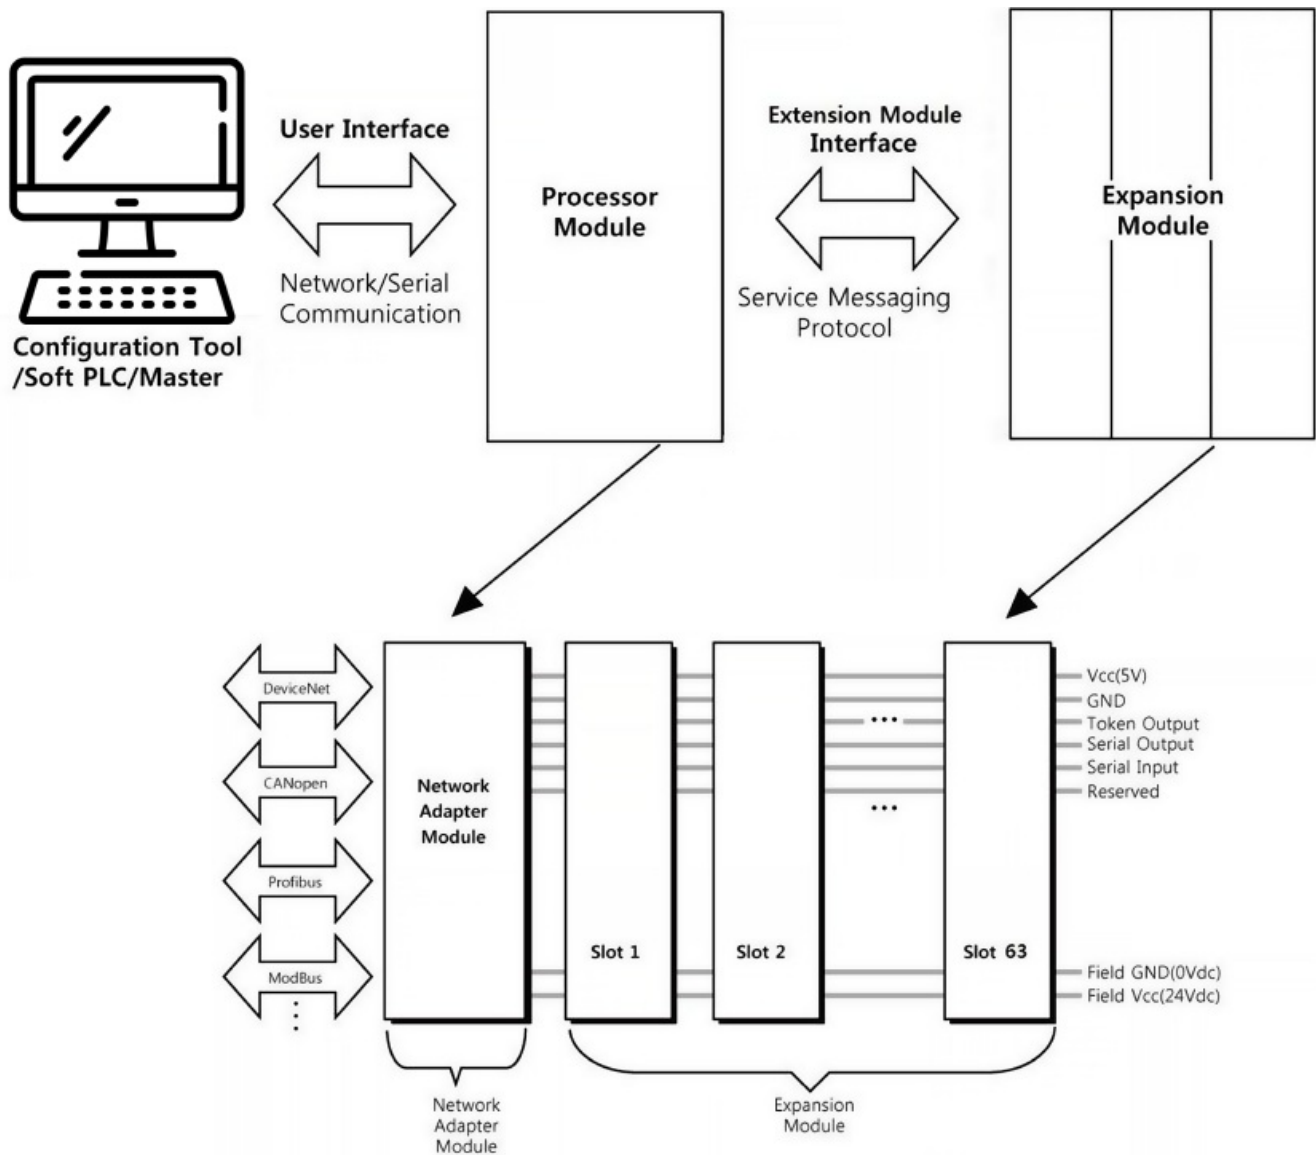 User Interface
Network/Serial
Communication
Configuration Tool
/Soft PLC/Master
Processor
Module
Extension Module
Interface
Service Messaging
Protocol
Expansion
Module
DeviceNet
CANopen
Profibus
ModBus
Network
Adapter
Module
Slot 1
Slot 2
Slot 63
Vcc(5V)
GND
Token Output
Serial Output
Serial Input
Reserved
Field GND(0Vdc)
Field Vcc(24Vdc)
Network
Adapter
Module
Expansion
Module